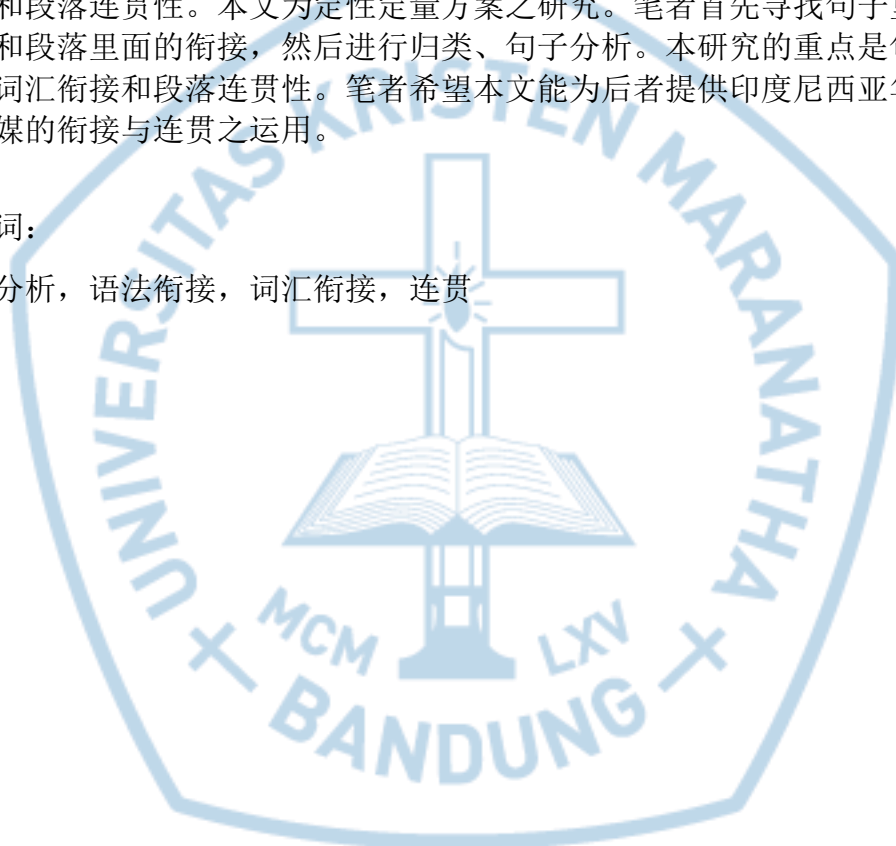 和段落连贯性。本文为定性定量方案之研究。笔者首先寻找句子
和段落里面的衔接，然后进行归类、句子分析。本研究的重点是
词汇衔接和段落连贯性。笔者希望本文能为后者提供印度尼西亚
媒的衔接与连贯之运用。
词：
分析，语法衔接，词汇衔接，连贯
UNIVERSITAS KRISTEN MARANATHA
MCM LXV
BANDUNG